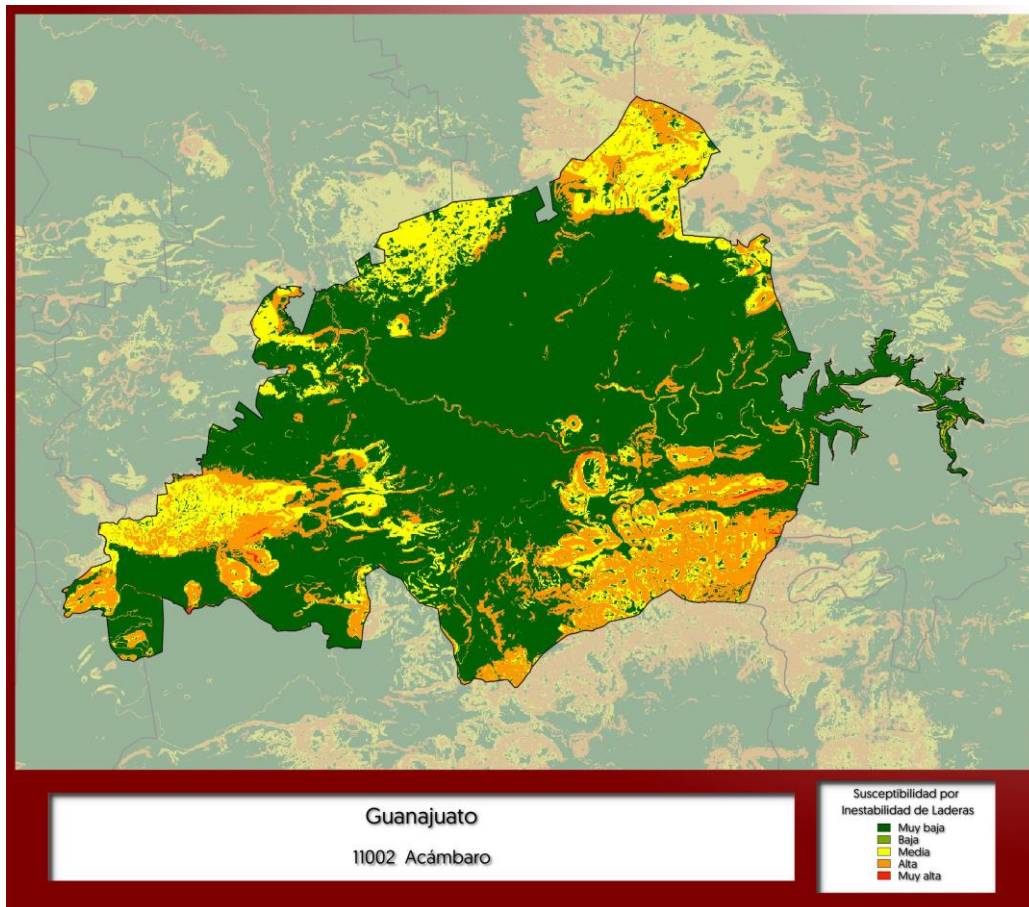 Guanajuato
11002 Acámbaro
Susceptibilidad por
Inestabilidad de Laderas
Muy baja
Baja
Media
Alta
Muy alta